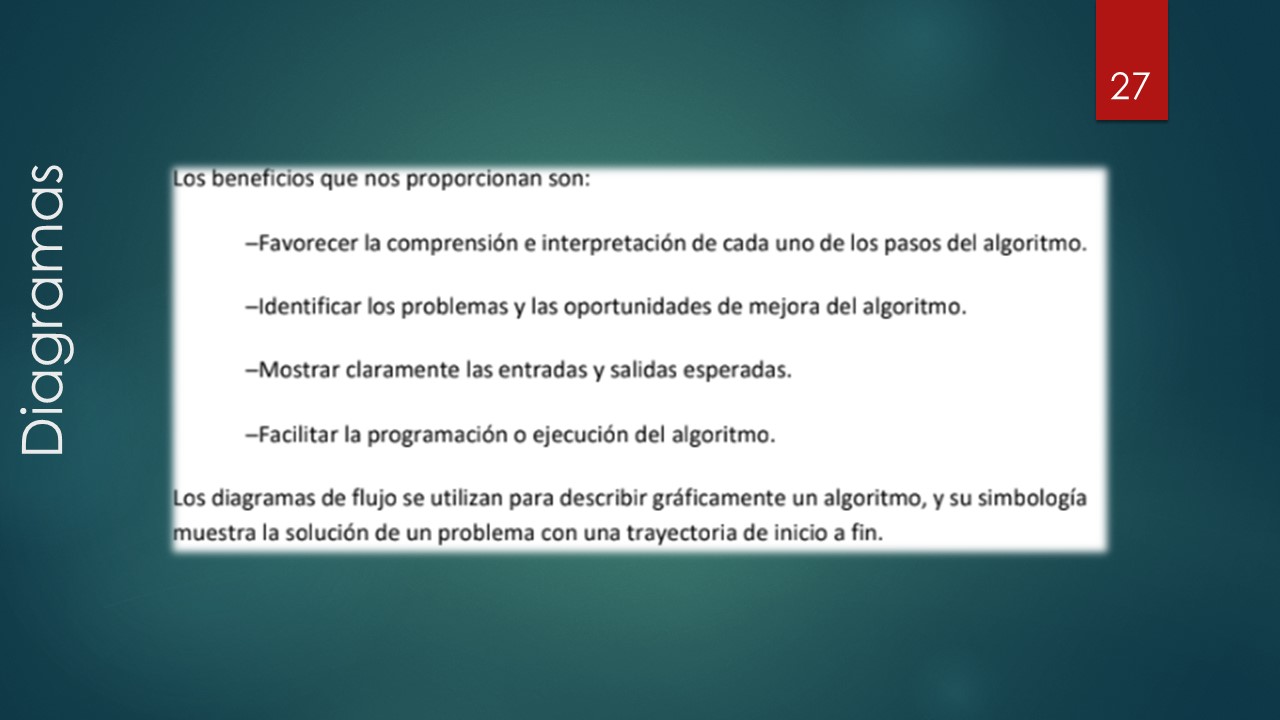 27
Diagramas
Los beneficios que nos proporcionan son:
–Favorecer la comprensión e interpretación de cada uno de los pasos del algoritmo.
–Identificar los problemas y las oportunidades de mejora del algoritmo.
–Mostrar claramente las entradas y salidas esperadas.
–Facilitar la programación o ejecución del algoritmo.
Los diagramas de flujo se utilizan para describir gráficamente un algoritmo, y su simbología
muestra la solución de un problema con una trayectoria de inicio a fin.